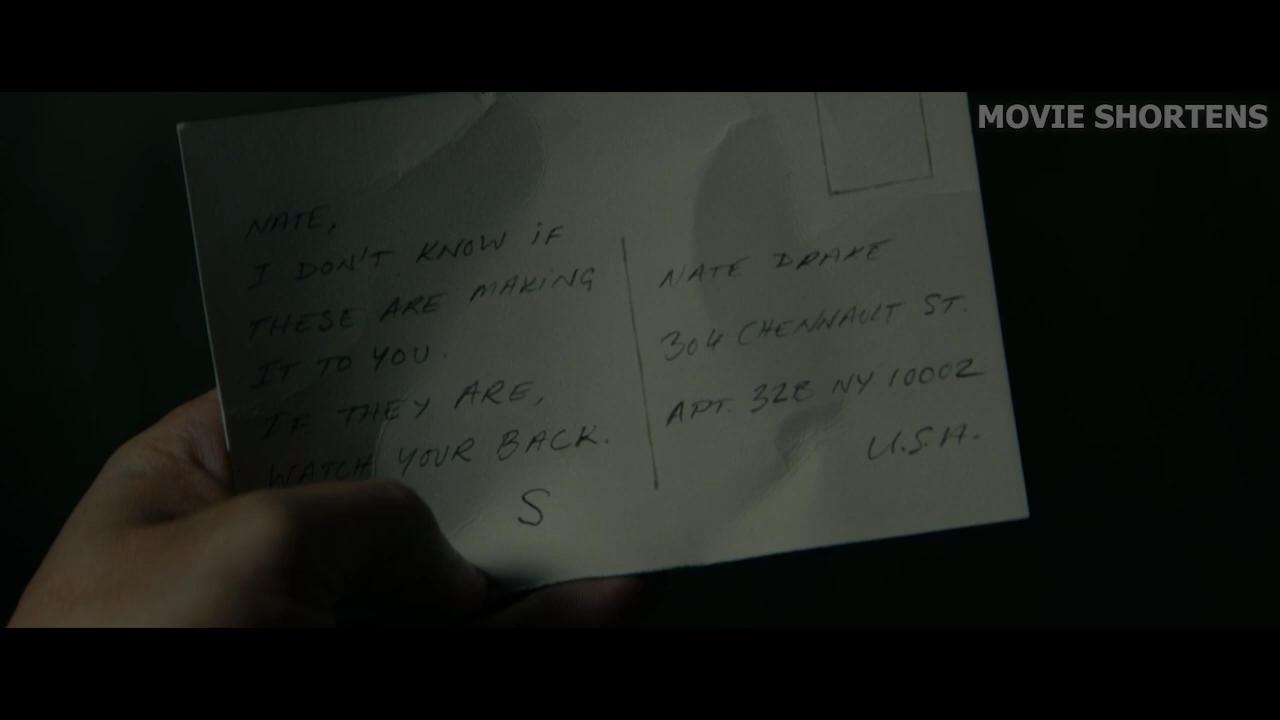 MOVIE SHORTENS
NATE,
I DON'T KNOW IF
THESE ARE MAKING
IT TO YOU.
IF THEY ARE,
WATCH YOUR BACK.
S
NATE DRAKE
304 CHENNAULT ST.
APT. 32B NY 10002
U.S.A.